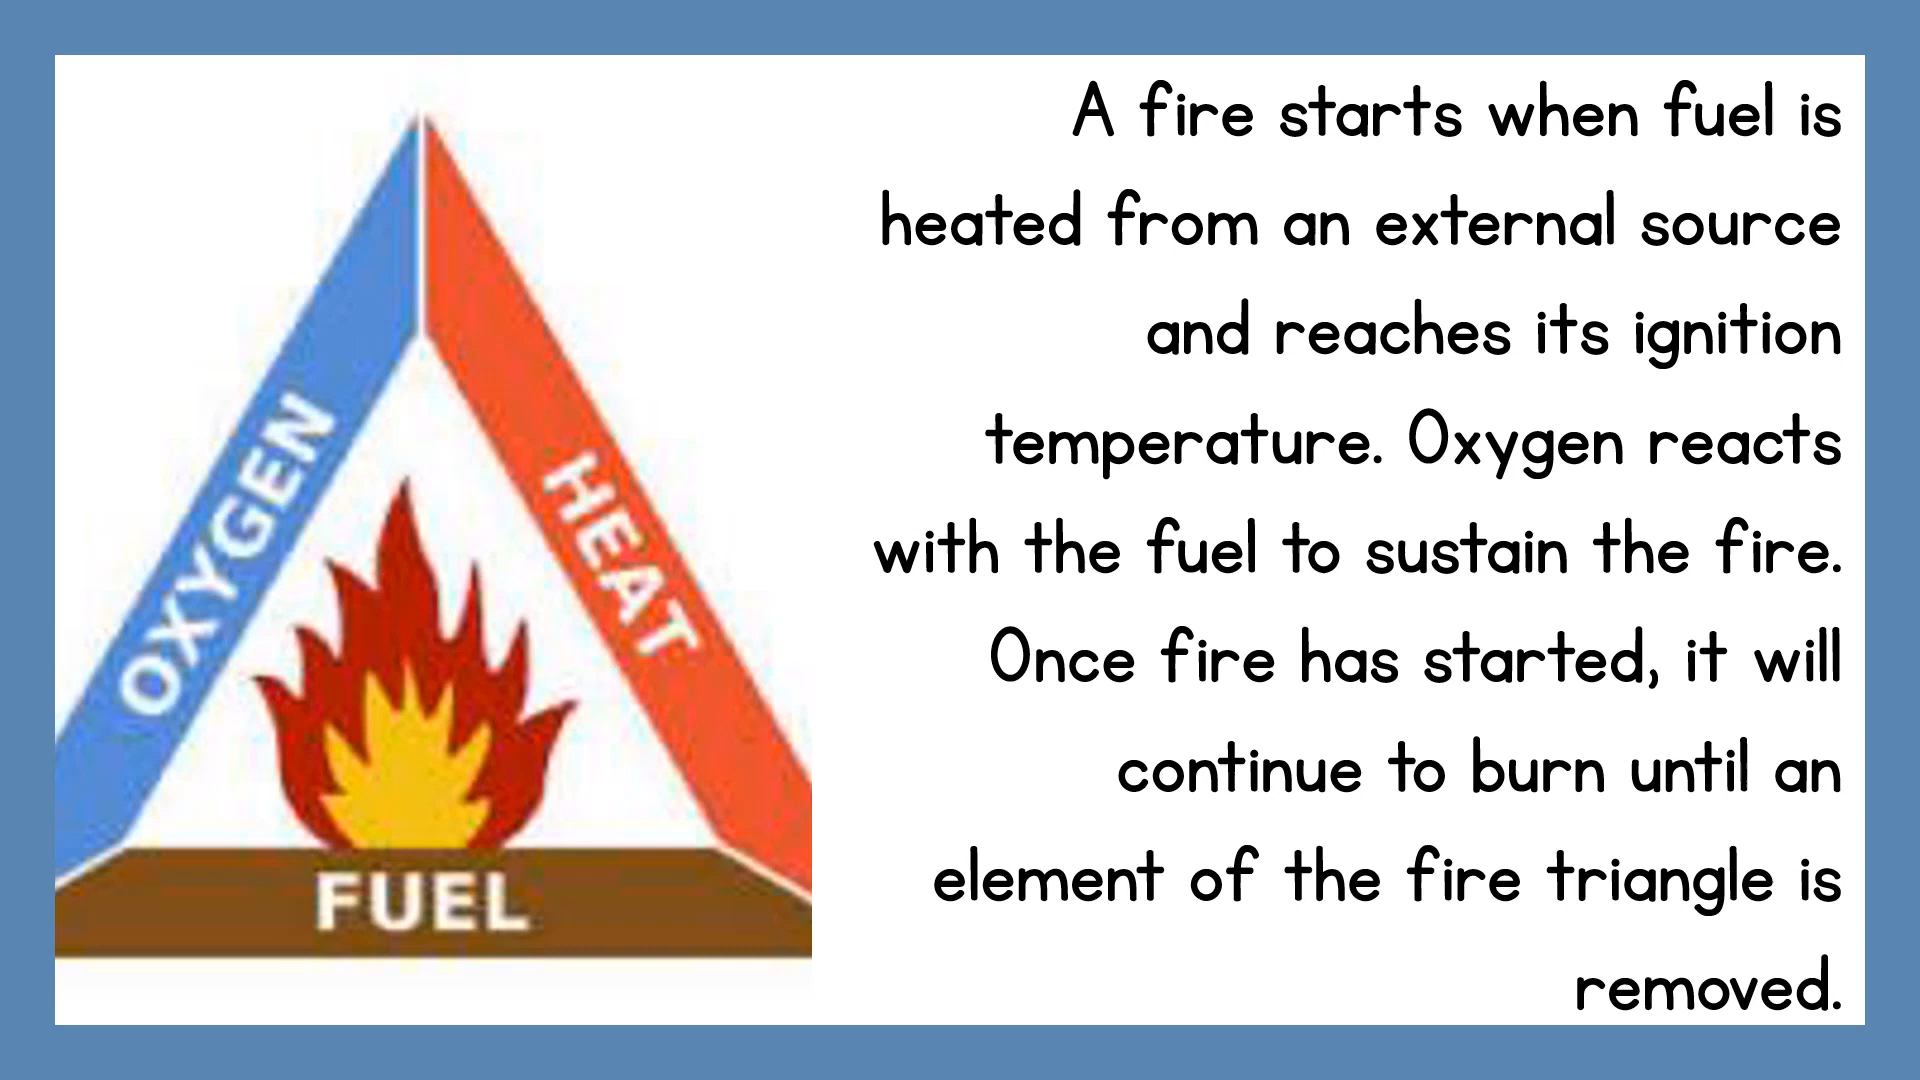 OXYGEN
HEAT
FUEL
A fire starts when fuel is
heated from an external source
and reaches its ignition
temperature. Oxygen reacts
with the fuel to sustain the fire.
Once fire has started, it will
continue to burn until an
element of the fire triangle is
removed.